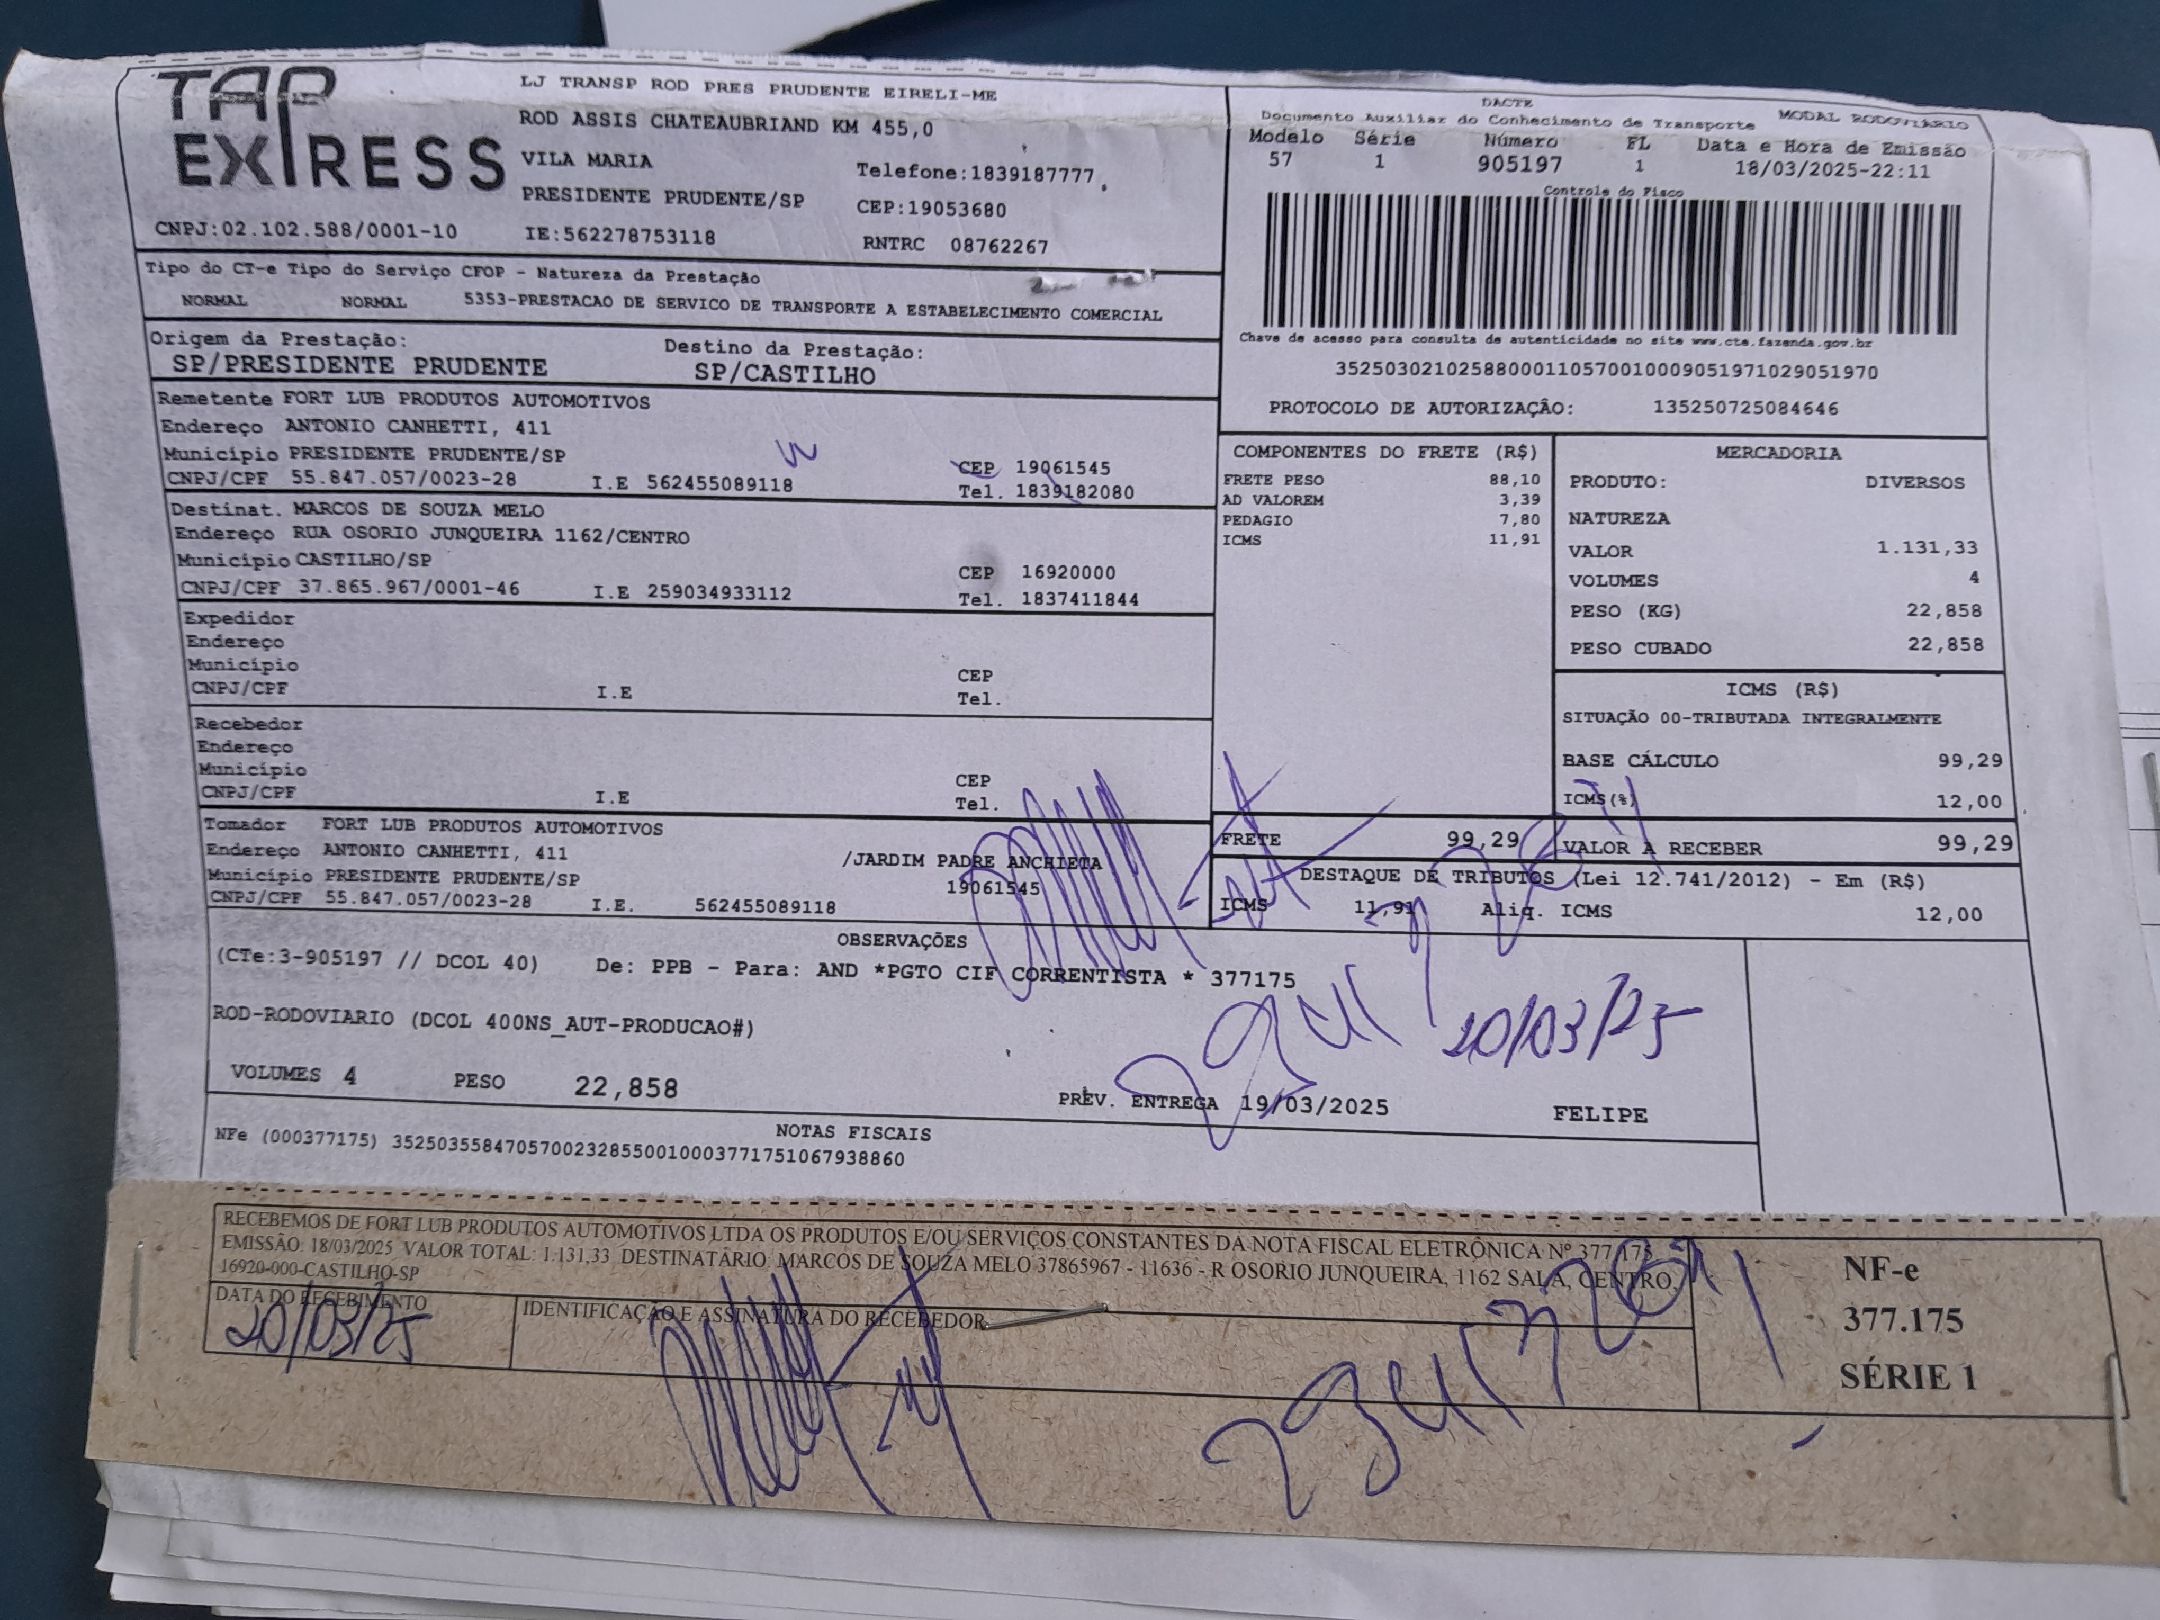 TAP EXPRESS
LJ TRANSP ROD PRES PRUDENTE EIRELI-ME
ROD ASSIS CHATEAUBRIAND KM 455,0
VILA MARIA
Telefone:1839187777
PRESIDENTE PRUDENTE/SP CEP:19053680
CNPJ:02.102.588/0001-10 IE:562278753118 RNTRC 08762267
DACTE
Documento Auxiliar do Conhecimento de Transporte MODAL RODOVIARIO
Modelo Série Número FL Data e Hora de Emissão
57 1 905197 1 18/03/2025-22:11
Controle do Fisco
Chave de acesso para consulta de autenticidade no site www.cte.fazenda.gov.br
35250302102588000110570010009051971029051970
PROTOCOLO DE AUTORIZAÇÂO: 135250725084646
Tipo do CT-e Tipo do Serviço CFOP - Natureza da Prestação
NORMAL NORMAL 5353-PRESTACAO DE SERVICO DE TRANSPORTE A ESTABELECIMENTO COMERCIAL
Origem da Prestação: Destino da Prestação:
SP/PRESIDENTE PRUDENTE SP/CASTILHO
Remetente FORT LUB PRODUTOS AUTOMOTIVOS
Endereço ANTONIO CANHETTI, 411
Município PRESIDENTE PRUDENTE/SP CEP 19061545
CNPJ/CPF 55.847.057/0023-28 I.E 562455089118 Tel. 1839182080
Destinat. MARCOS DE SOUZA MELO
Endereço RUA OSORIO JUNQUEIRA 1162/CENTRO
Município CASTILHO/SP CEP 16920000
CNPJ/CPF 37.865.967/0001-46 I.E 259034933112 Tel. 1837411844
Expedidor
Endereço
Município CEP
CNPJ/CPF I.E Tel.
Recebedor
Endereço
Município CEP
CNPJ/CPF I.E Tel.
Tomador FORT LUB PRODUTOS AUTOMOTIVOS
Endereço ANTONIO CANHETTI, 411 /JARDIM PADRE ANCHIETA
Município PRESIDENTE PRUDENTE/SP 19061545
CNPJ/CPF 55.847.057/0023-28 I.E. 562455089118
COMPONENTES DO FRETE (R$)
FRETE PESO 88,10
AD VALOREM 3,39
PEDAGIO 7,80
ICMS 11,91
MERCADORIA
PRODUTO: DIVERSOS
NATUREZA
VALOR 1.131,33
VOLUMES 4
PESO (KG) 22,858
PESO CUBADO 22,858
ICMS (R$)
SITUAÇÃO 00-TRIBUTADA INTEGRALMENTE
BASE CÁLCULO 99,29
ICMS(%) 12,00
FRETE 99,29 VALOR A RECEBER 99,29
DESTAQUE DE TRIBUTOS (Lei 12.741/2012) - Em (R$)
ICMS 11,91 Aliq. ICMS 12,00
OBSERVAÇÕES
(CTe:3-905197 // DCOL 40) De: PPB - Para: AND *PGTO CIF CORRENTISTA * 377175
ROD-RODOVIARIO (DCOL 400NS_AUT-PRODUCAO#)
20/03/25
VOLUMES 4 PESO 22,858 PREV. ENTREGA 19/03/2025 FELIPE
NOTAS FISCAIS
NFe (000377175) 35250355847057002328550010003771751067938860
RECEBEMOS DE FORT LUB PRODUTOS AUTOMOTIVOS LTDA OS PRODUTOS E/OU SERVIÇOS CONSTANTES DA NOTA FISCAL ELETRÔNICA Nº 377.175
EMISSÃO: 18/03/2025 VALOR TOTAL: 1.131,33 DESTINATÁRIO: MARCOS DE SOUZA MELO 37865967 - 11636 - R OSORIO JUNQUEIRA, 1162 SALA, CENTRO,
16920-000-CASTILHO-SP
DATA DO RECEBIMENTO IDENTIFICAÇÃO E ASSINATURA DO RECEBEDOR
20/03/25
NF-e
377.175
SÉRIE 1